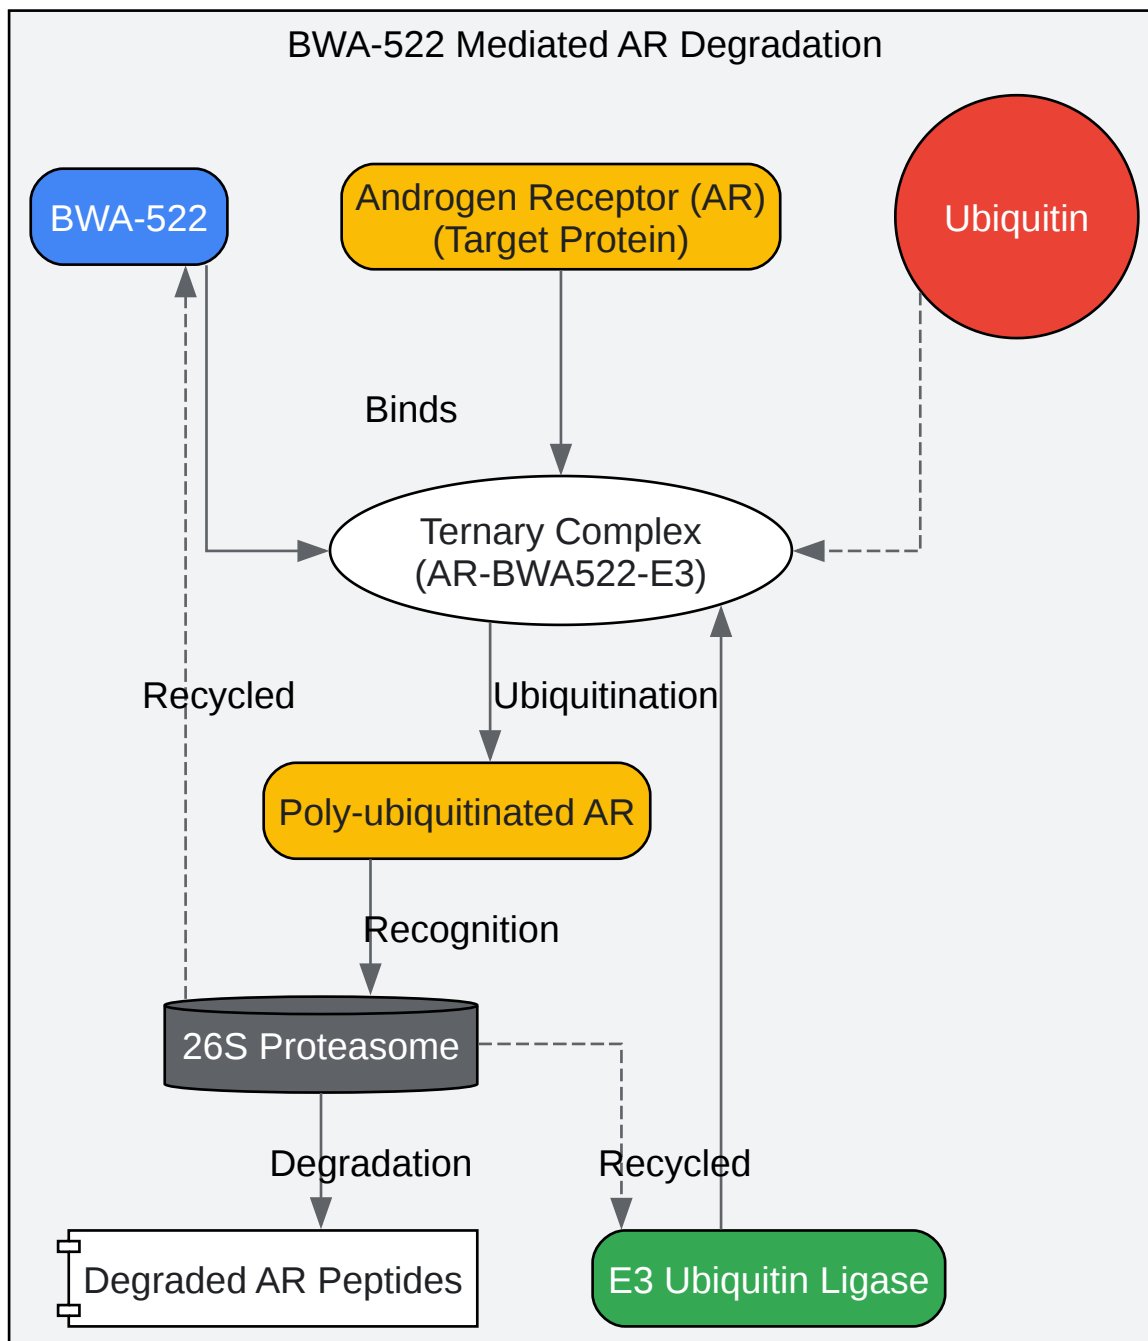 BWA-522 Mediated AR Degradation
BWA-522
Androgen Receptor (AR)
(Target Protein)
Ubiquitin
Binds
Ternary Complex
(AR-BWA522-E3)
Recycled
Ubiquitination
Poly-ubiquitinated AR
Recognition
26S Proteasome
Degradation
Recycled
Degraded AR Peptides
E3 Ubiquitin Ligase